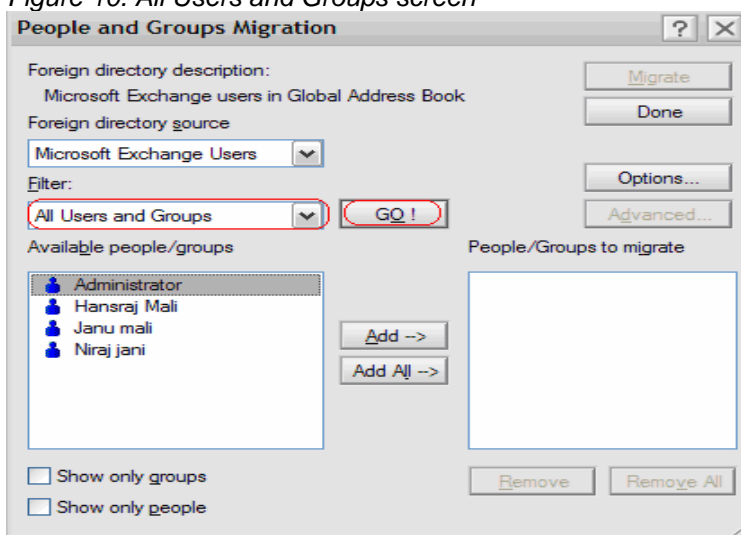 Figure 10. All Users and Groups screen
People and Groups Migration
Foreign directory description:
Microsoft Exchange users in Global Address Book
Foreign directory source
Microsoft Exchange Users
Filter:
All Users and Groups
GO !
Migrate
Done
Options...
Advanced...
Available people/groups
Administrator
Hansraj Mali
Janu mali
Niraj jani
Add -->
Add All -->
People/Groups to migrate
Show only groups
Show only people
Remove
Remove All